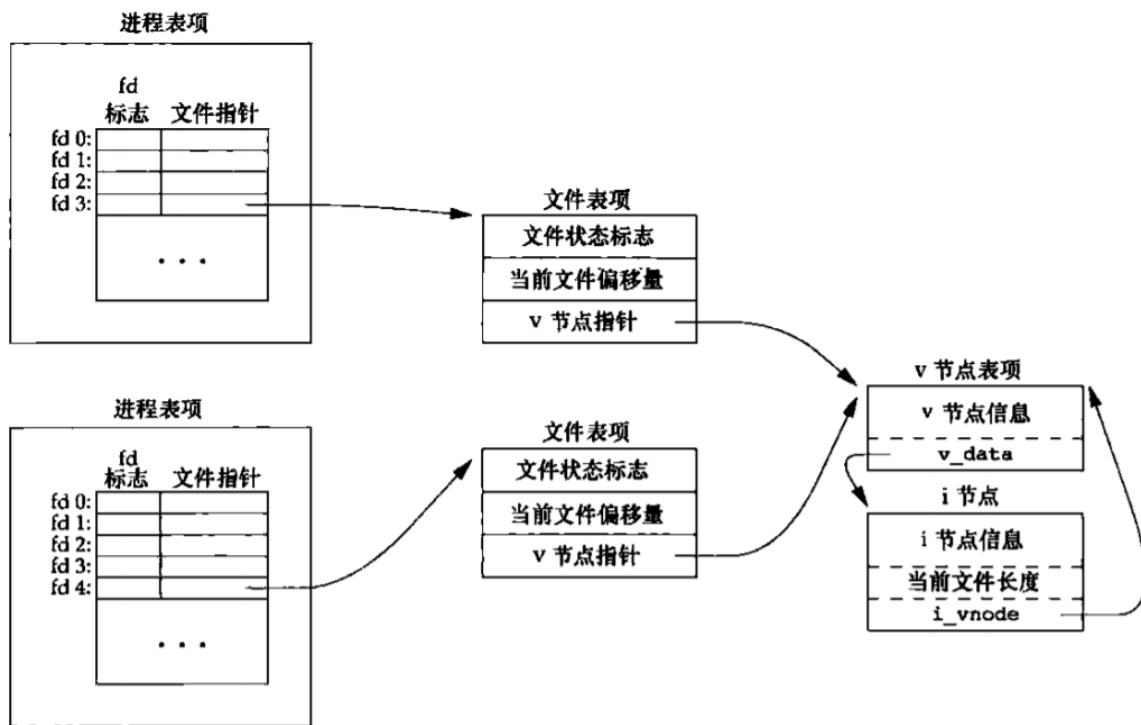 进程表项
fd
标志 文件指针
fd 0:
fd 1:
fd 2:
fd 3:
• • •
文件表项
文件状态标志
当前文件偏移量
v 节点指针
进程表项
fd
标志 文件指针
fd 0:
fd 1:
fd 2:
fd 3:
fd 4:
• • •
文件表项
文件状态标志
当前文件偏移量
v 节点指针
v 节点表项
v 节点信息
v_data
i 节点
i 节点信息
当前文件长度
i_vnode